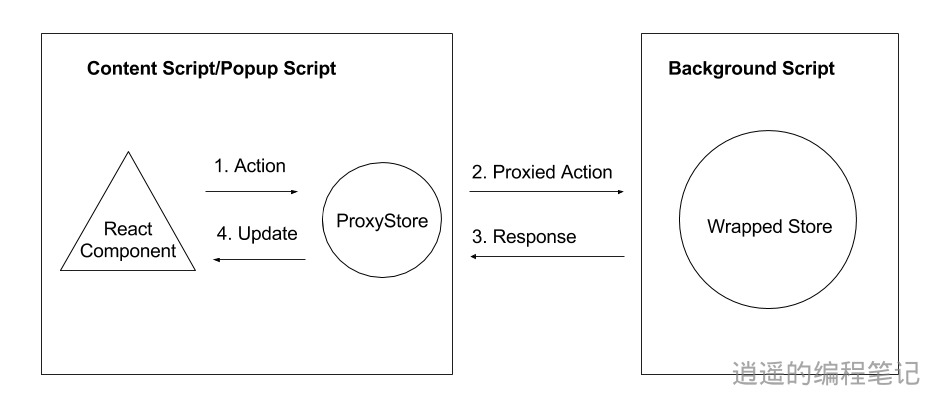 Content Script/Popup Script
Background Script
1. Action
2. Proxied Action
React
Component
ProxyStore
Wrapped Store
4. Update
3. Response
逍遥的编程笔记